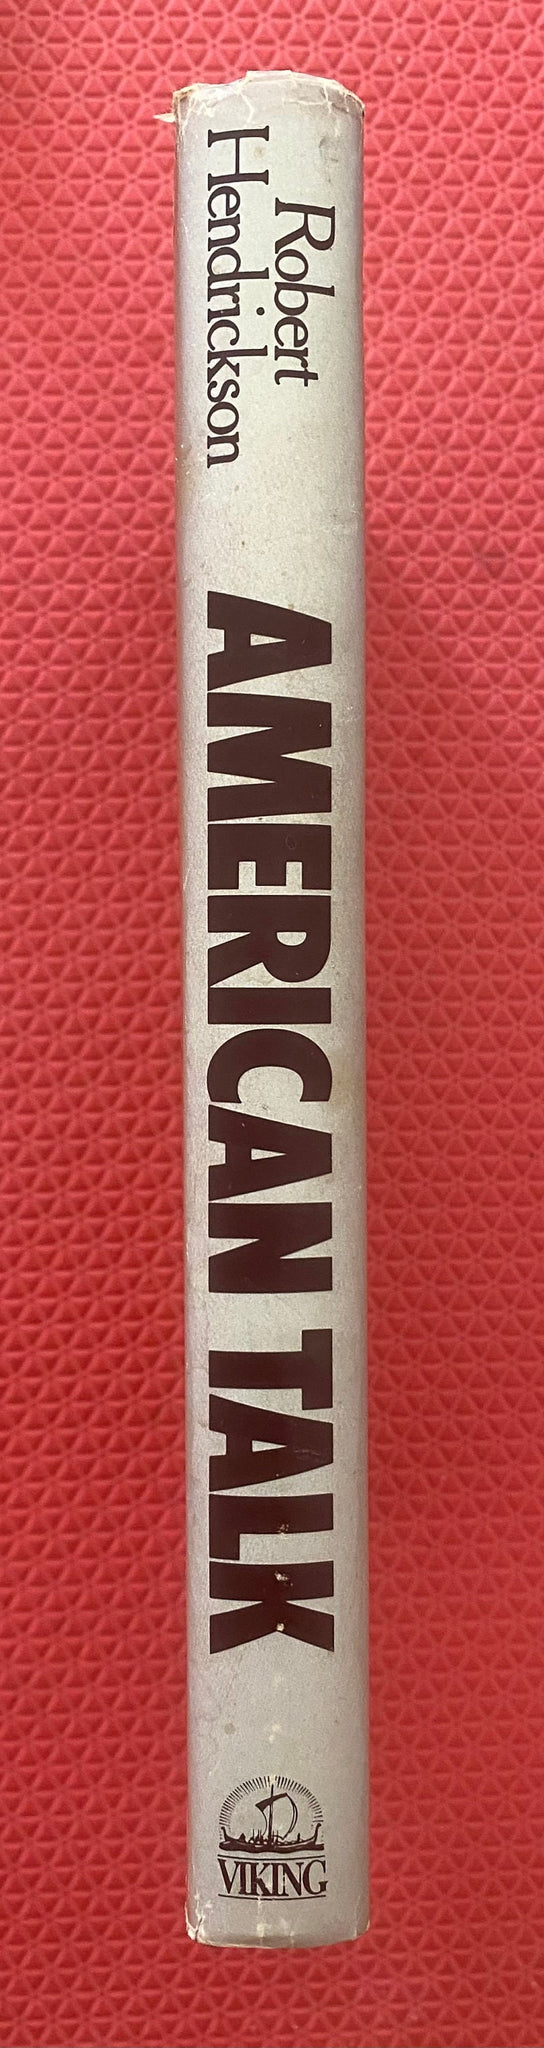 Robert
Hendrickson
AMERICAN TALK
VIKING